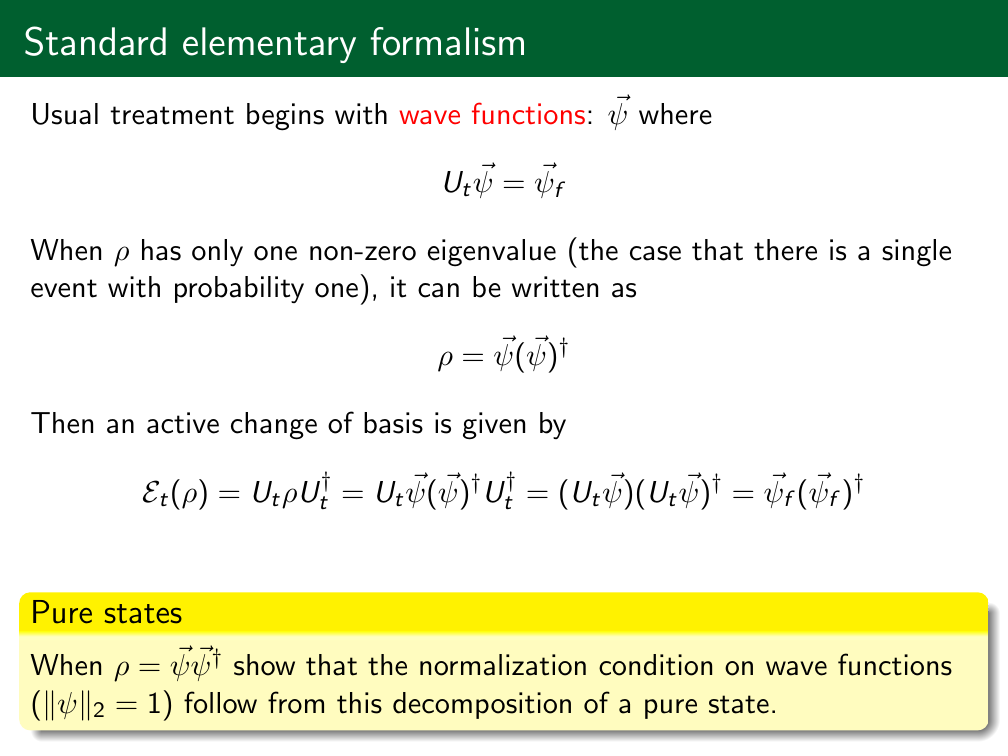 Standard elementary formalism
Usual treatment begins with wave functions: $\vec{\psi}$ where
$U_t\vec{\psi} = \vec{\psi}_f$
When $\rho$ has only one non-zero eigenvalue (the case that there is a single
event with probability one), it can be written as
$\rho = \vec{\psi}(\vec{\psi})^\dagger$
Then an active change of basis is given by
$\mathcal{E}_t(\rho) = U_t\rho U_t^\dagger = U_t\vec{\psi}(\vec{\psi})^\dagger U_t^\dagger = (U_t\vec{\psi})(U_t\vec{\psi})^\dagger = \vec{\psi}_f(\vec{\psi}_f)^\dagger$
Pure states
When $\rho = \vec{\psi}\vec{\psi}^\dagger$ show that the normalization condition on wave functions
($\|\psi\|_2 = 1$) follow from this decomposition of a pure state.